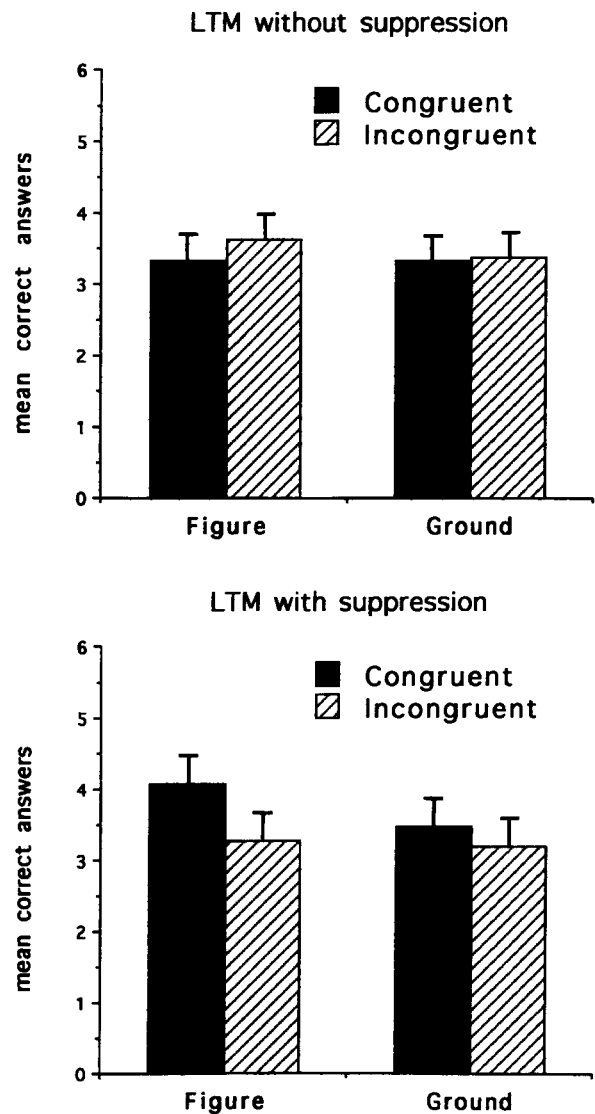 LTM without suppression
6
5
4
3
2
1
0
mean correct answers
Congruent
Incongruent
Figure Ground
LTM with suppression
6
5
4
3
2
1
0
mean correct answers
Congruent
Incongruent
Figure Ground